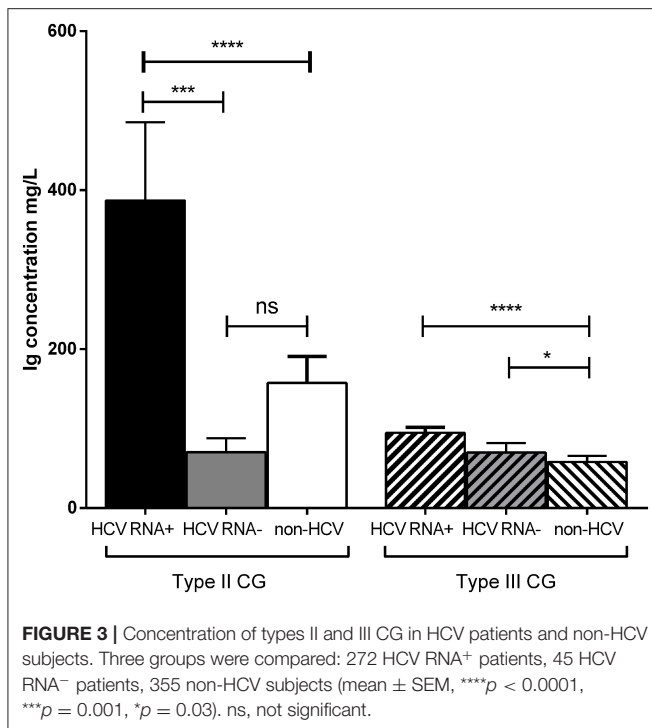 600
****
***
400
Ig concentration mg/L
****
ns
200
*
0
HCV RNA+ HCV RNA- non-HCV HCV RNA+ HCV RNA- non-HCV
Type II CG Type III CG
FIGURE 3 | Concentration of types II and III CG in HCV patients and non-HCV
subjects. Three groups were compared: 272 HCV RNA⁺ patients, 45 HCV
RNA⁻ patients, 355 non-HCV subjects (mean ± SEM, ****p < 0.0001,
***p = 0.001, *p = 0.03). ns, not significant.